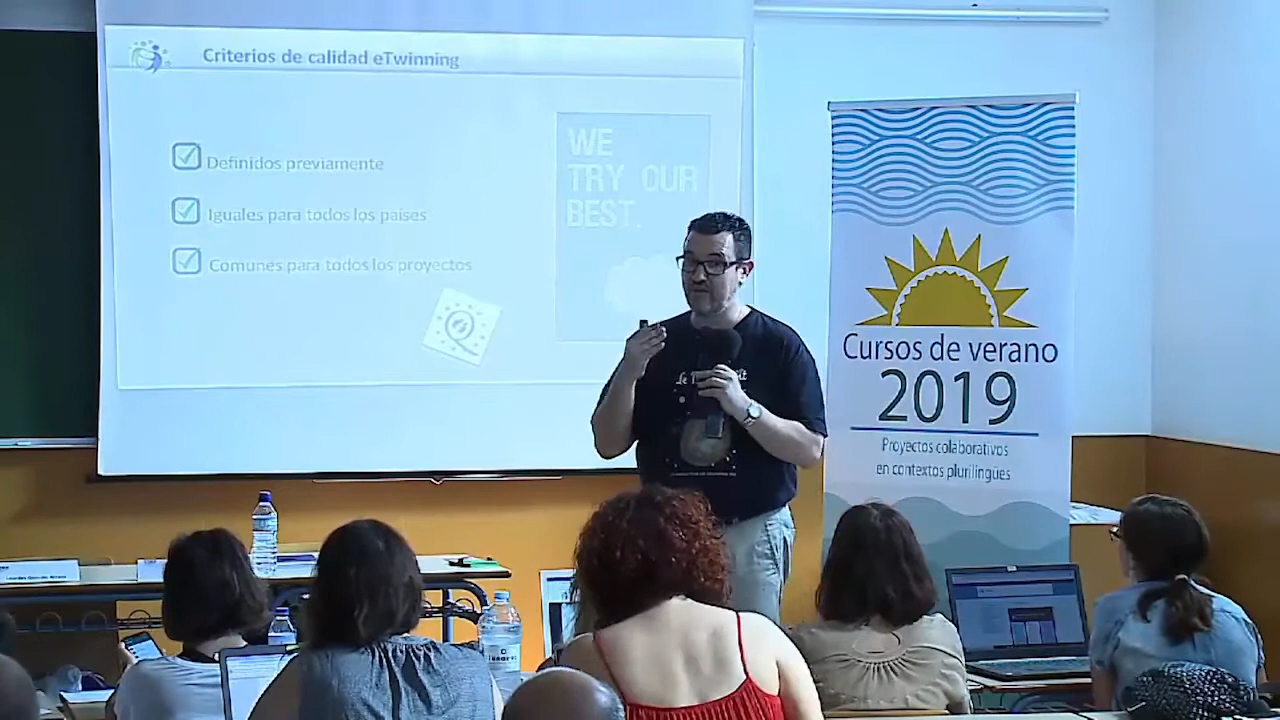 Criterios de calidad eTwinning
Definidos previamente
Iguales para todos los países
Comunes para todos los proyectos
WE
TRY OUR
BEST.
Cursos de verano
2019
Proyectos colaborativos
en contextos plurilingües